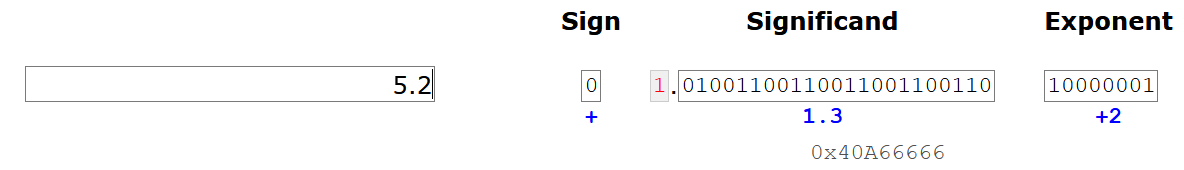 Sign Significand Exponent
5.2 0 1.01001100110011001100110 10000001
+ 1.3 +2
0x40A66666